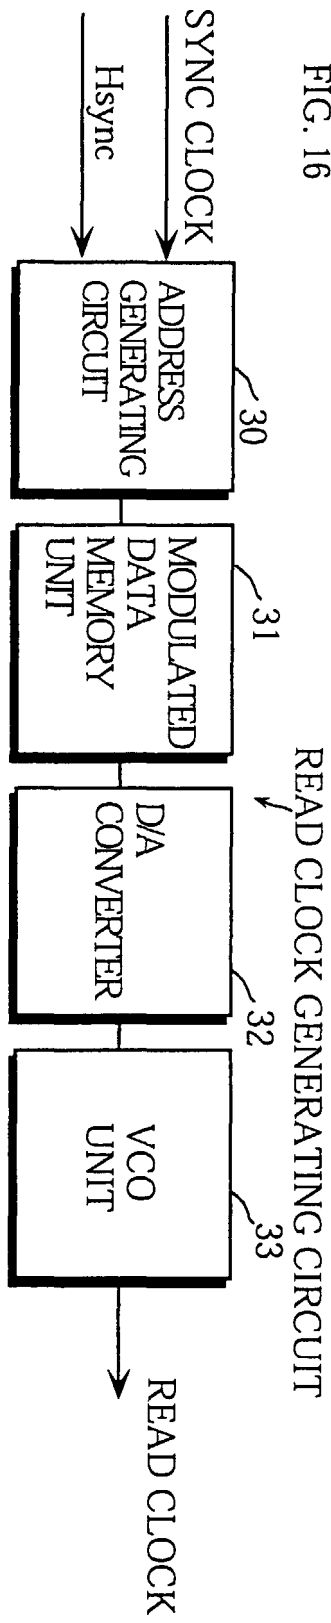 FIG. 16
READ CLOCK GENERATING CIRCUIT
SYNC CLOCK
Hsync
30
ADDRESS
GENERATING
CIRCUIT
31
MODULATED
DATA
MEMORY
UNIT
32
D/A
CONVERTER
33
VCO
UNIT
READ CLOCK